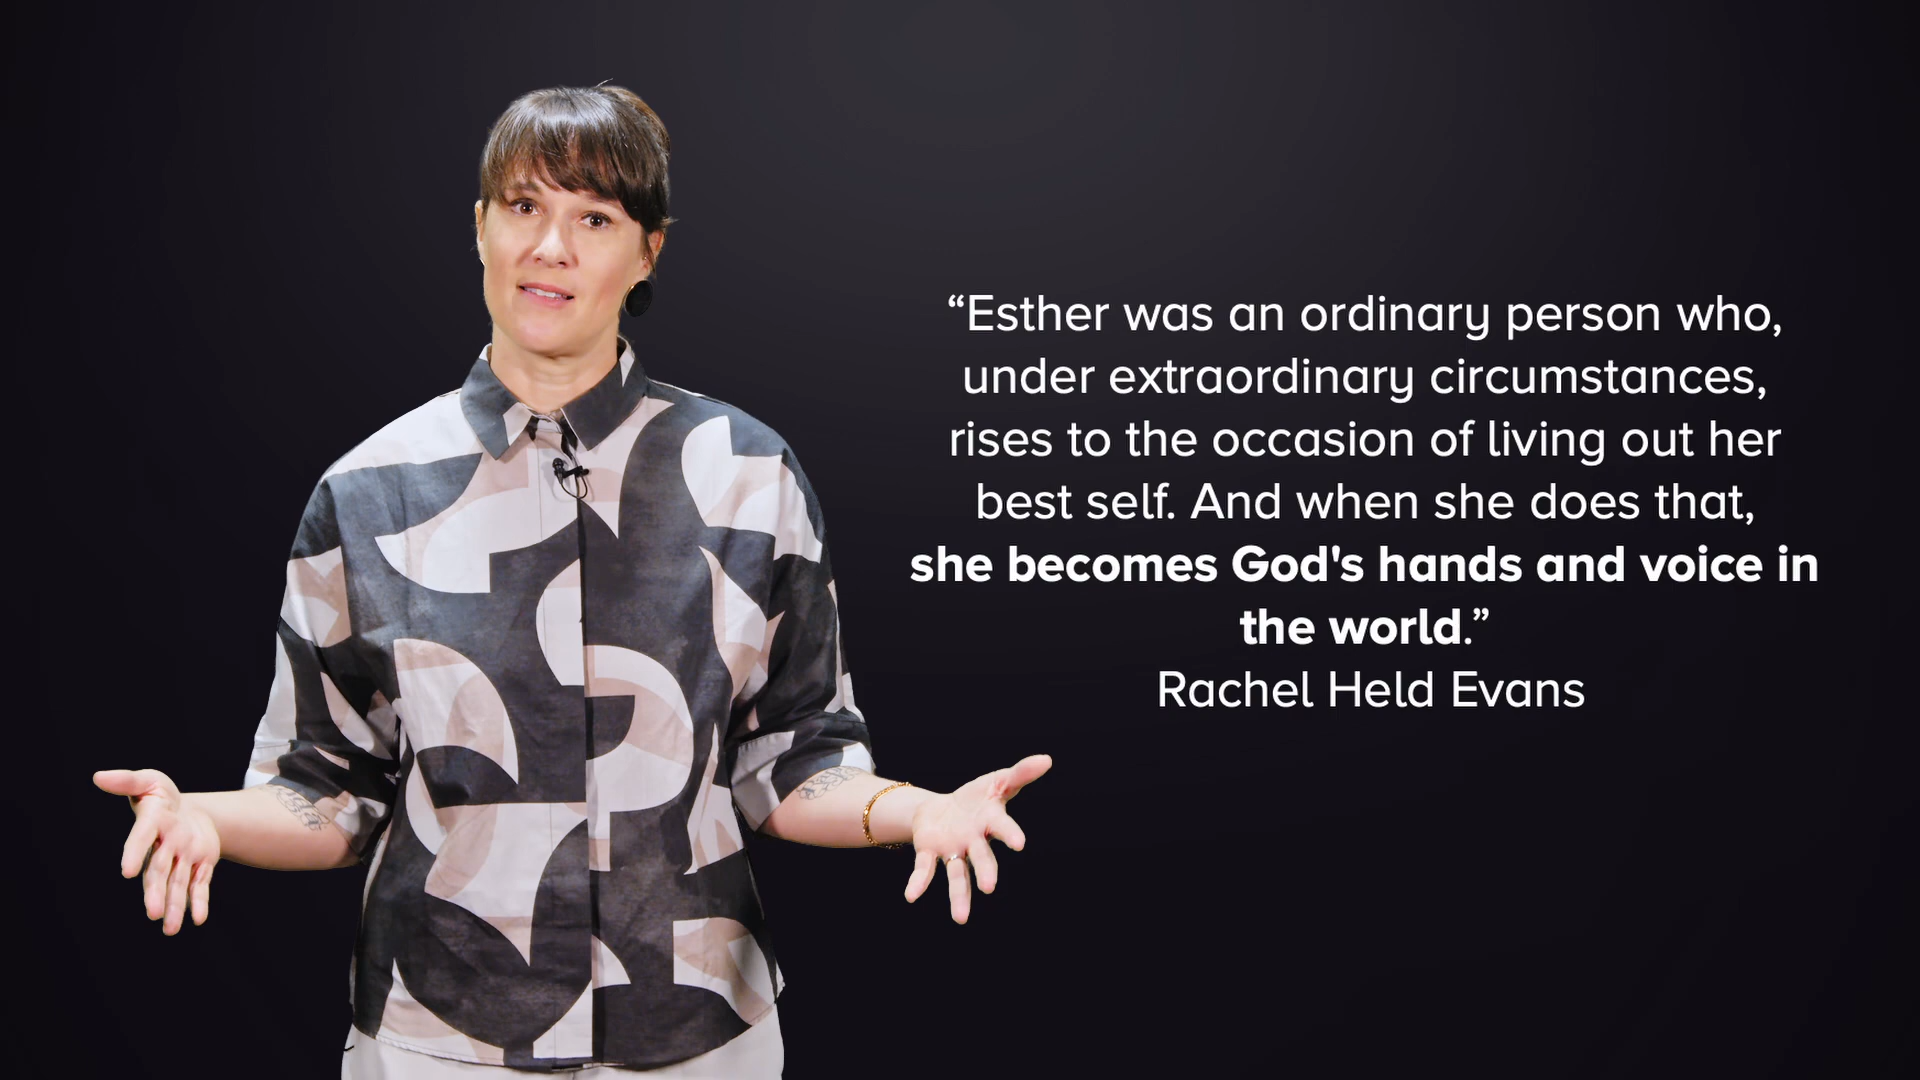 “Esther was an ordinary person who,
under extraordinary circumstances,
rises to the occasion of living out her
best self. And when she does that,
she becomes God's hands and voice in
the world.”
Rachel Held Evans